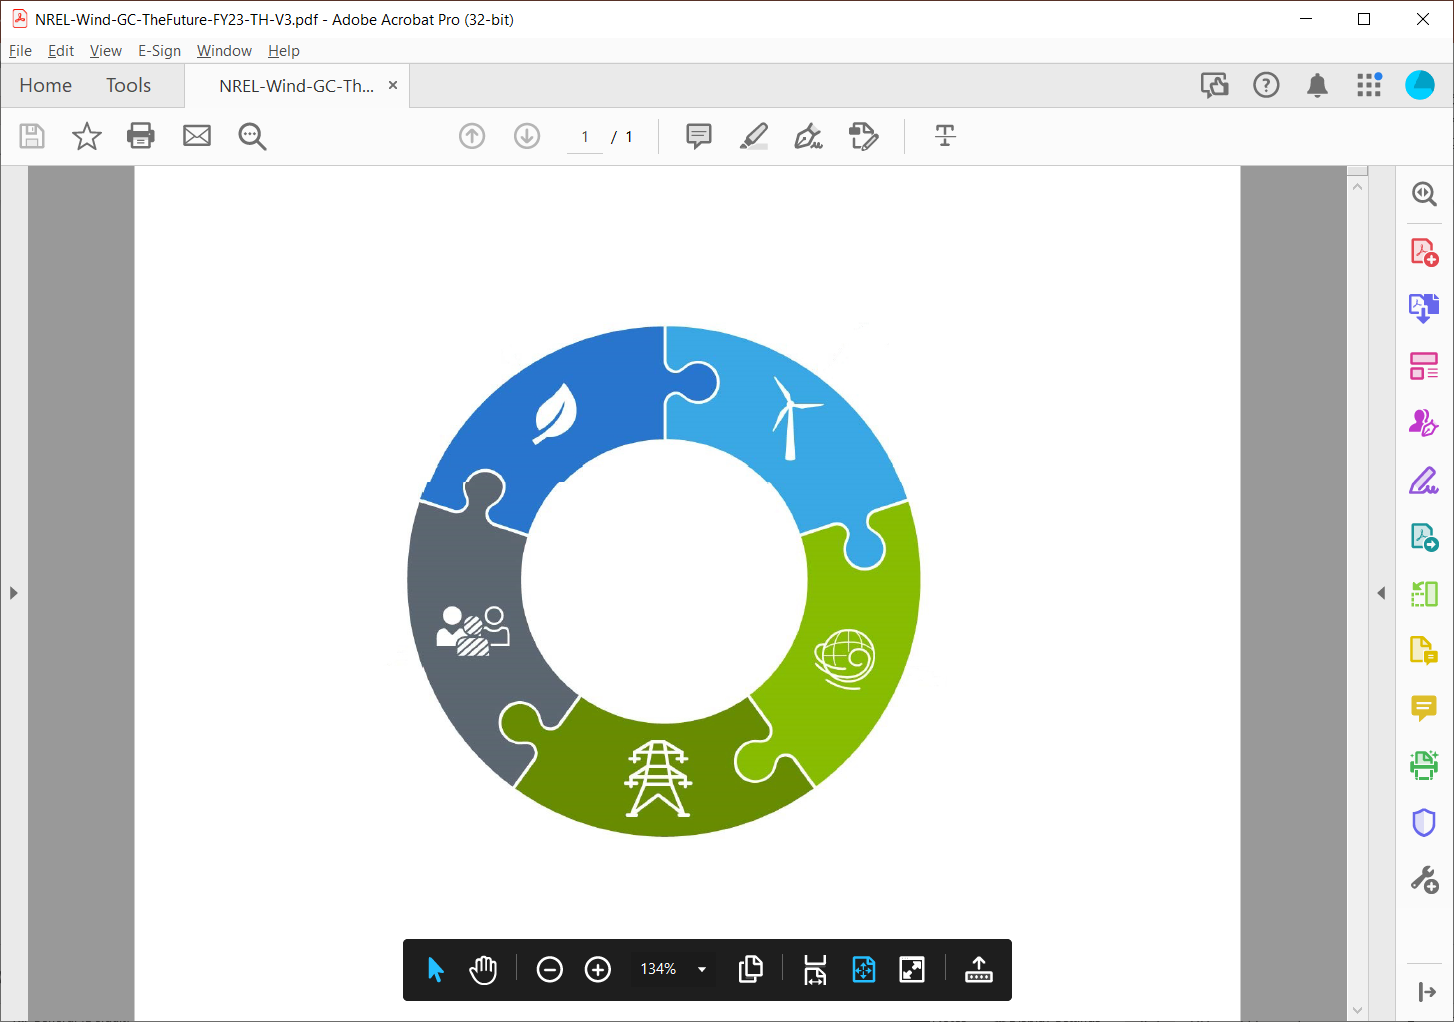 NREL-Wind-GC-TheFuture-FY23-TH-V3.pdf - Adobe Acrobat Pro (32-bit)
File Edit View E-Sign Window Help
Home Tools NREL-Wind-GC-Th... ×
1 / 1
134%